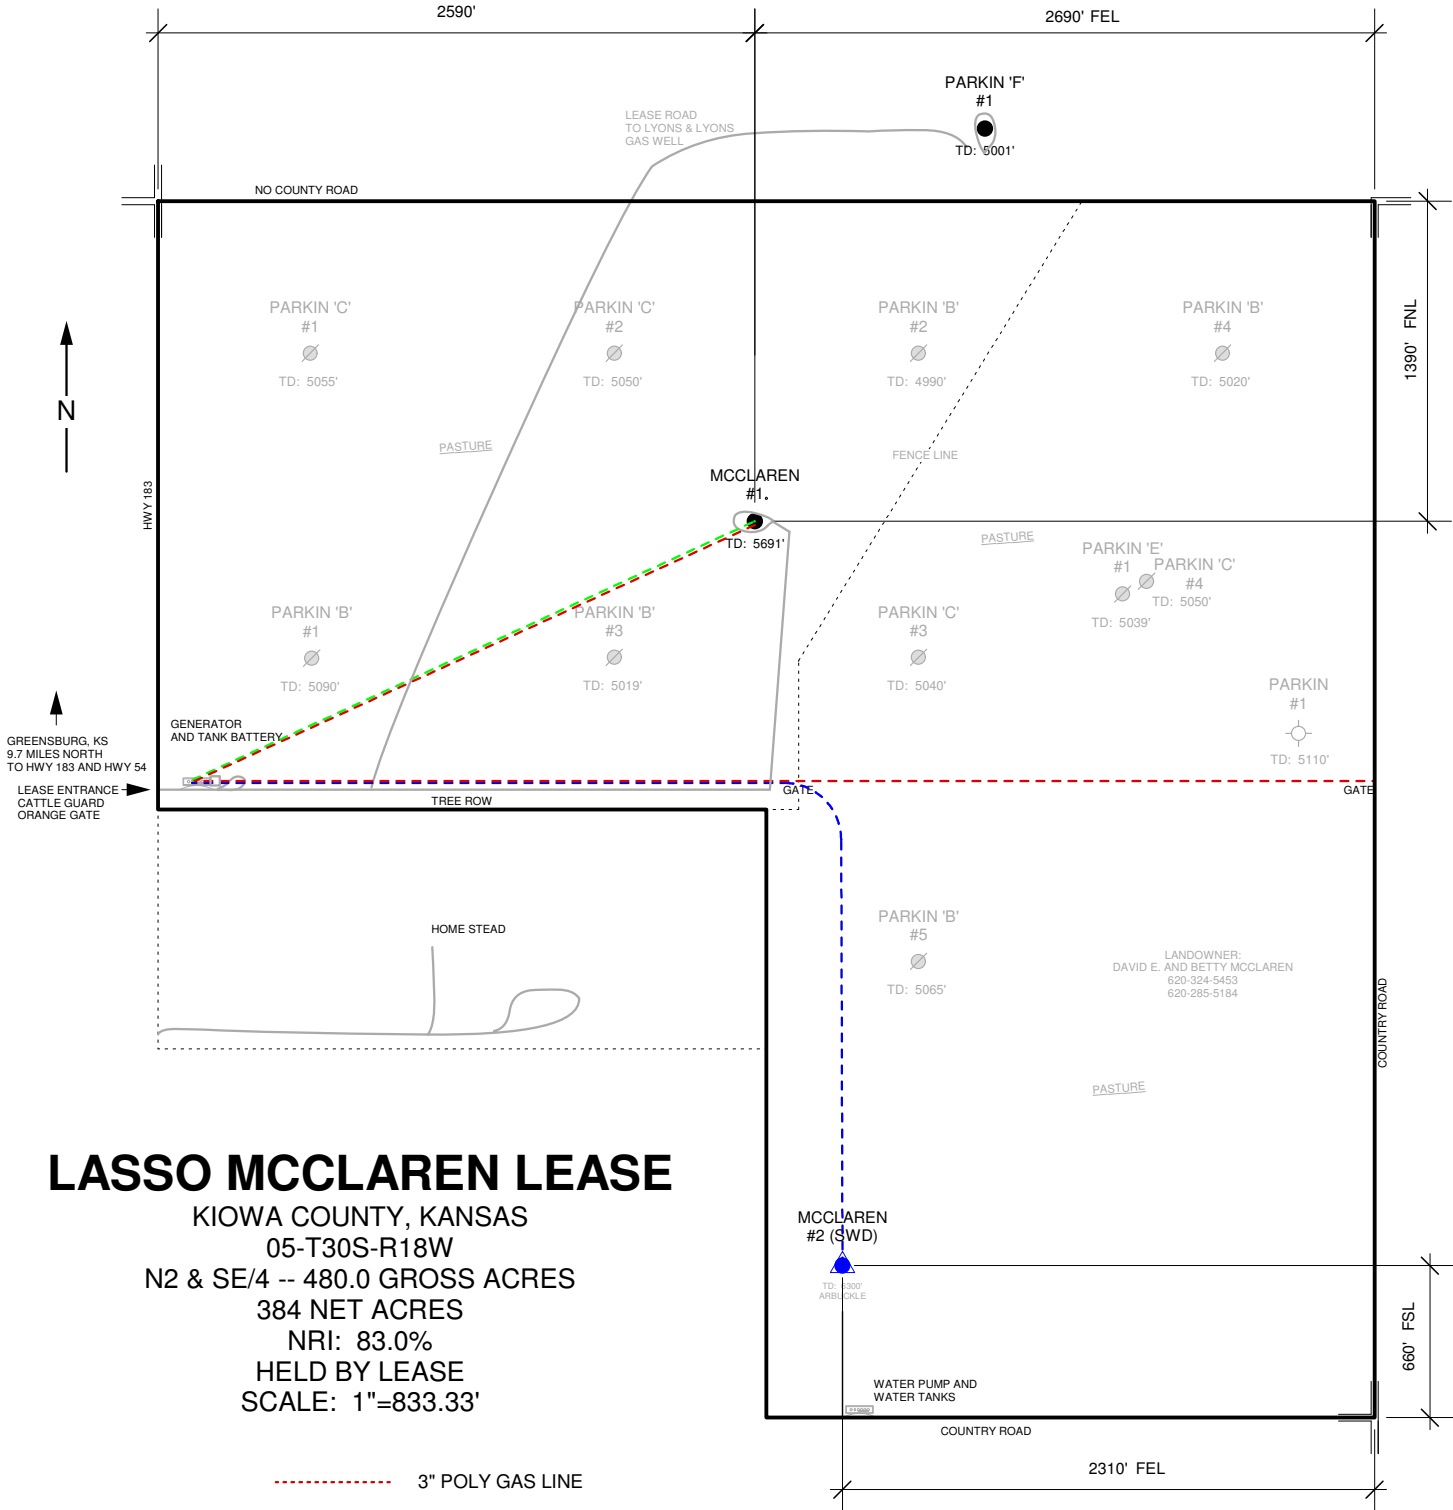 2590'
2690' FEL
PARKIN 'F'
#1
TD: 5001'
LEASE ROAD
TO LYONS & LYONS
GAS WELL
NO COUNTY ROAD
PARKIN 'C'
#1
TD: 5055'
PARKIN 'C'
#2
TD: 5050'
PARKIN 'B'
#2
TD: 4990'
PARKIN 'B'
#4
TD: 5020'
1390' FNL
N
PASTURE
FENCE LINE
HWY 183
MCCLAREN
#1.
TD: 5691'
PASTURE
PARKIN 'E'
#1
TD: 5039'
PARKIN 'C'
#4
TD: 5050'
PARKIN 'B'
#1
TD: 5090'
PARKIN 'B'
#3
TD: 5019'
PARKIN 'C'
#3
TD: 5040'
PARKIN
#1
TD: 5110'
GENERATOR
AND TANK BATTERY
GREENSBURG, KS
9.7 MILES NORTH
TO HWY 183 AND HWY 54
LEASE ENTRANCE
CATTLE GUARD
ORANGE GATE
TREE ROW
GATE
GATE
HOME STEAD
PARKIN 'B'
#5
TD: 5065'
LANDOWNER:
DAVID E. AND BETTY MCCLAREN
620-324-5453
620-285-5184
COUNTRY ROAD
PASTURE
LASSO MCCLAREN LEASE
KIOWA COUNTY, KANSAS
05-T30S-R18W
N2 & SE/4 -- 480.0 GROSS ACRES
384 NET ACRES
NRI: 83.0%
HELD BY LEASE
SCALE: 1"=833.33'
MCCLAREN
#2 (SWD)
TD:
ARBUCKLE
660' FSL
WATER PUMP AND
WATER TANKS
COUNTRY ROAD
2310' FEL
3" POLY GAS LINE